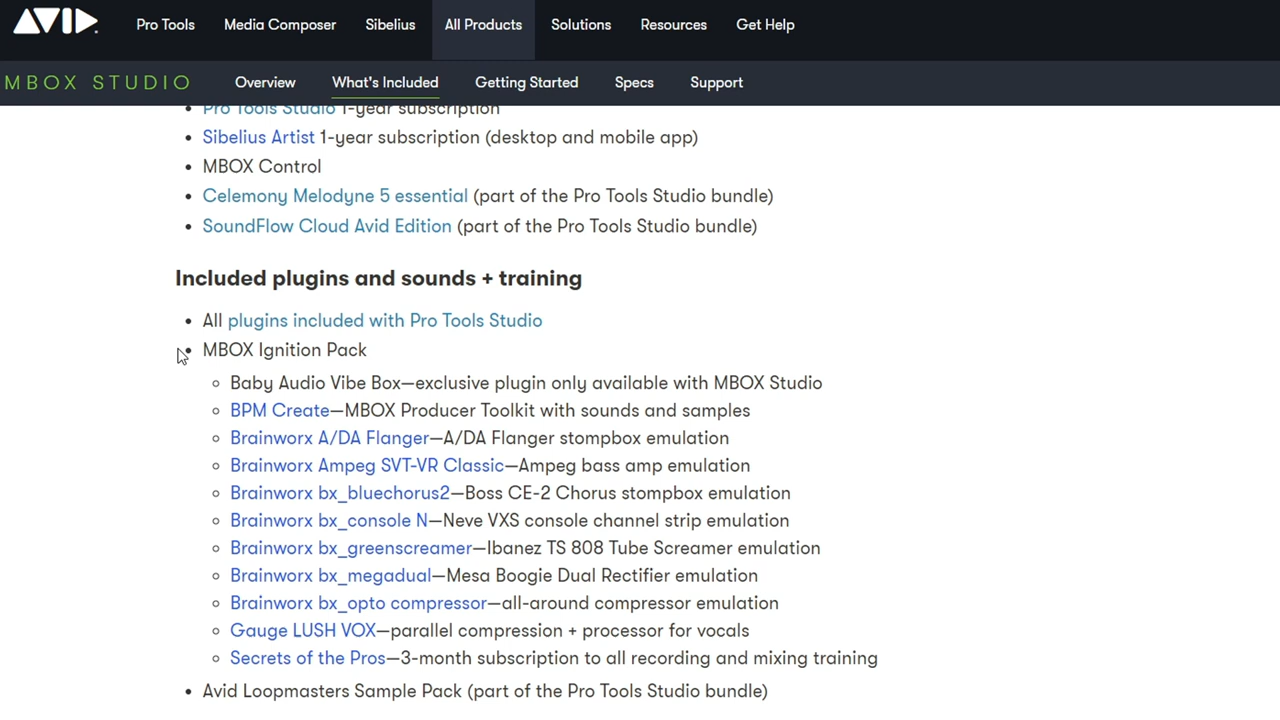 AVID
Pro Tools
Media Composer
Sibelius
All Products
Solutions
Resources
Get Help
MBOX STUDIO
Overview
What's Included
Getting Started
Specs
Support
Pro Tools Studio 1-year subscription
Sibelius Artist 1-year subscription (desktop and mobile app)
MBOX Control
Celemony Melodyne 5 essential (part of the Pro Tools Studio bundle)
SoundFlow Cloud Avid Edition (part of the Pro Tools Studio bundle)
Included plugins and sounds + training
All plugins included with Pro Tools Studio
MBOX Ignition Pack
Baby Audio Vibe Box—exclusive plugin only available with MBOX Studio
BPM Create—MBOX Producer Toolkit with sounds and samples
Brainworx A/DA Flanger—A/DA Flanger stompbox emulation
Brainworx Ampeg SVT-VR Classic—Ampeg bass amp emulation
Brainworx bx_bluechorus2—Boss CE-2 Chorus stompbox emulation
Brainworx bx_console N—Neve VXS console channel strip emulation
Brainworx bx_greenscreamer—Ibanez TS 808 Tube Screamer emulation
Brainworx bx_megadual—Mesa Boogie Dual Rectifier emulation
Brainworx bx_opto compressor—all-around compressor emulation
Gauge LUSH VOX—parallel compression + processor for vocals
Secrets of the Pros—3-month subscription to all recording and mixing training
Avid Loopmasters Sample Pack (part of the Pro Tools Studio bundle)